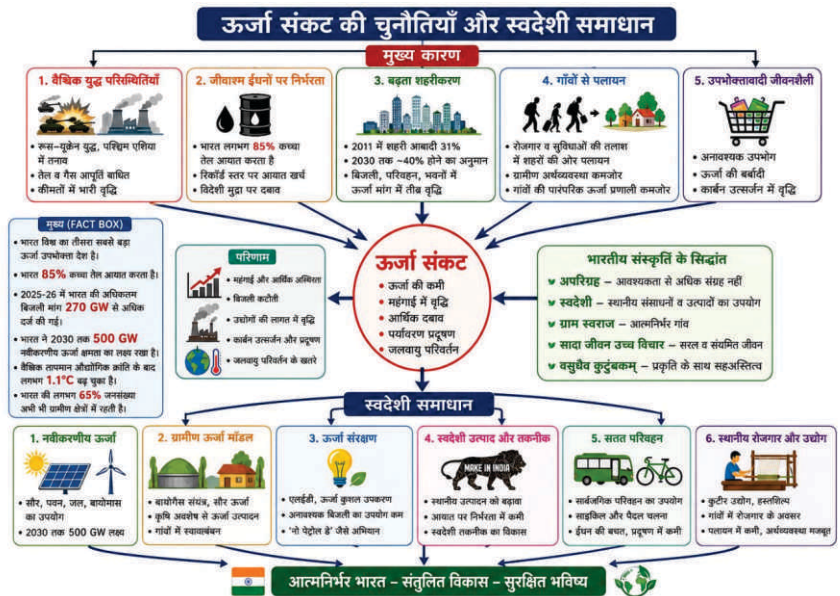 ऊर्जा संकट की चुनौतियाँ और स्वदेशी समाधान
मुख्य कारण
1. वैश्विक युद्ध परिस्थितियाँ
• रूस-यूक्रेन युद्ध, पश्चिम एशिया
में तनाव
• तेल व गैस आपूर्ति बाधित
• कीमतों में भारी वृद्धि
2. जीवाश्म ईंधनों पर निर्भरता
• भारत लगभग 85% कच्चा
तेल आयात करता है
• रिकॉर्ड स्तर पर आयात खर्च
• विदेशी मुद्रा पर दबाव
3. बढ़ता शहरीकरण
• 2011 में शहरी आबादी 31%
• 2030 तक ~40% होने का अनुमान
• बिजली, परिवहन, भवनों में
ऊर्जा मांग में तीव्र वृद्धि
4. गाँवों से पलायन
• रोजगार व सुविधाओं की तलाश
में शहरों की ओर पलायन
• ग्रामीण अर्थव्यवस्था कमजोर
• गांवों की पारंपरिक ऊर्जा प्रणाली कमजोर
5. उपभोक्तावादी जीवनशैली
• अनावश्यक उपभोग
• ऊर्जा की बर्बादी
• कार्बन उत्सर्जन में वृद्धि
मुख्य (FACT BOX)
• भारत विश्व का तीसरा सबसे बड़ा
ऊर्जा उपभोक्ता देश है।
• भारत 85% कच्चा तेल आयात करता है।
• 2025-26 में भारत की अधिकतम
बिजली मांग 270 GW से अधिक
दर्ज की गई।
• भारत ने 2030 तक 500 GW
नवीकरणीय ऊर्जा क्षमता का लक्ष्य रखा है।
• वैश्विक तापमान औद्योगिक क्रांति के बाद
लगभग 1.1°C बढ़ चुका है।
• भारत की लगभग 65% जनसंख्या
अभी भी ग्रामीण क्षेत्रों में रहती है।
परिणाम
• महंगाई और आर्थिक अस्थिरता
• बिजली कटौती
• उद्योगों की लागत में वृद्धि
• कार्बन उत्सर्जन और प्रदूषण
• जलवायु परिवर्तन के खतरे
ऊर्जा संकट
• ऊर्जा की कमी
• महंगाई में वृद्धि
• आर्थिक दबाव
• पर्यावरण प्रदूषण
• जलवायु परिवर्तन
भारतीय संस्कृति के सिद्धांत
अपरिग्रह – आवश्यकता से अधिक संग्रह नहीं
स्वदेशी – स्थानीय संसाधनों व उत्पादों का उपयोग
ग्राम स्वराज – आत्मनिर्भर गांव
सादा जीवन उच्च विचार – सरल व संयमित जीवन
वसुधैव कुटुंबकम् – प्रकृति के साथ सहअस्तित्व
स्वदेशी समाधान
1. नवीकरणीय ऊर्जा
• सौर, पवन, जल, बायोमास
का उपयोग
• 2030 तक 500 GW लक्ष्य
2. ग्रामीण ऊर्जा मॉडल
• बायोगैस संयंत्र, सौर ऊर्जा
• कृषि अवशेष से ऊर्जा उत्पादन
• गांवों में स्वावलंबन
3. ऊर्जा संरक्षण
• एलईडी, ऊर्जा कुशल उपकरण
• अनावश्यक बिजली का उपयोग कम
• 'नो पेट्रोल डे' जैसे अभियान
4. स्वदेशी उत्पाद और तकनीक
MAKE IN INDIA
• स्थानीय उत्पादन को बढ़ावा
• आयात पर निर्भरता में कमी
• स्वदेशी तकनीक का विकास
5. सतत परिवहन
• सार्वजनिक परिवहन का उपयोग
• साइकिल और पैदल चलना
• ईंधन की बचत, प्रदूषण में कमी
6. स्थानीय रोजगार और उद्योग
• कुटीर उद्योग, हस्तशिल्प
• गांवों में रोजगार के अवसर
• पलायन में कमी, अर्थव्यवस्था मजबूत
आत्मनिर्भर भारत – संतुलित विकास – सुरक्षित भविष्य